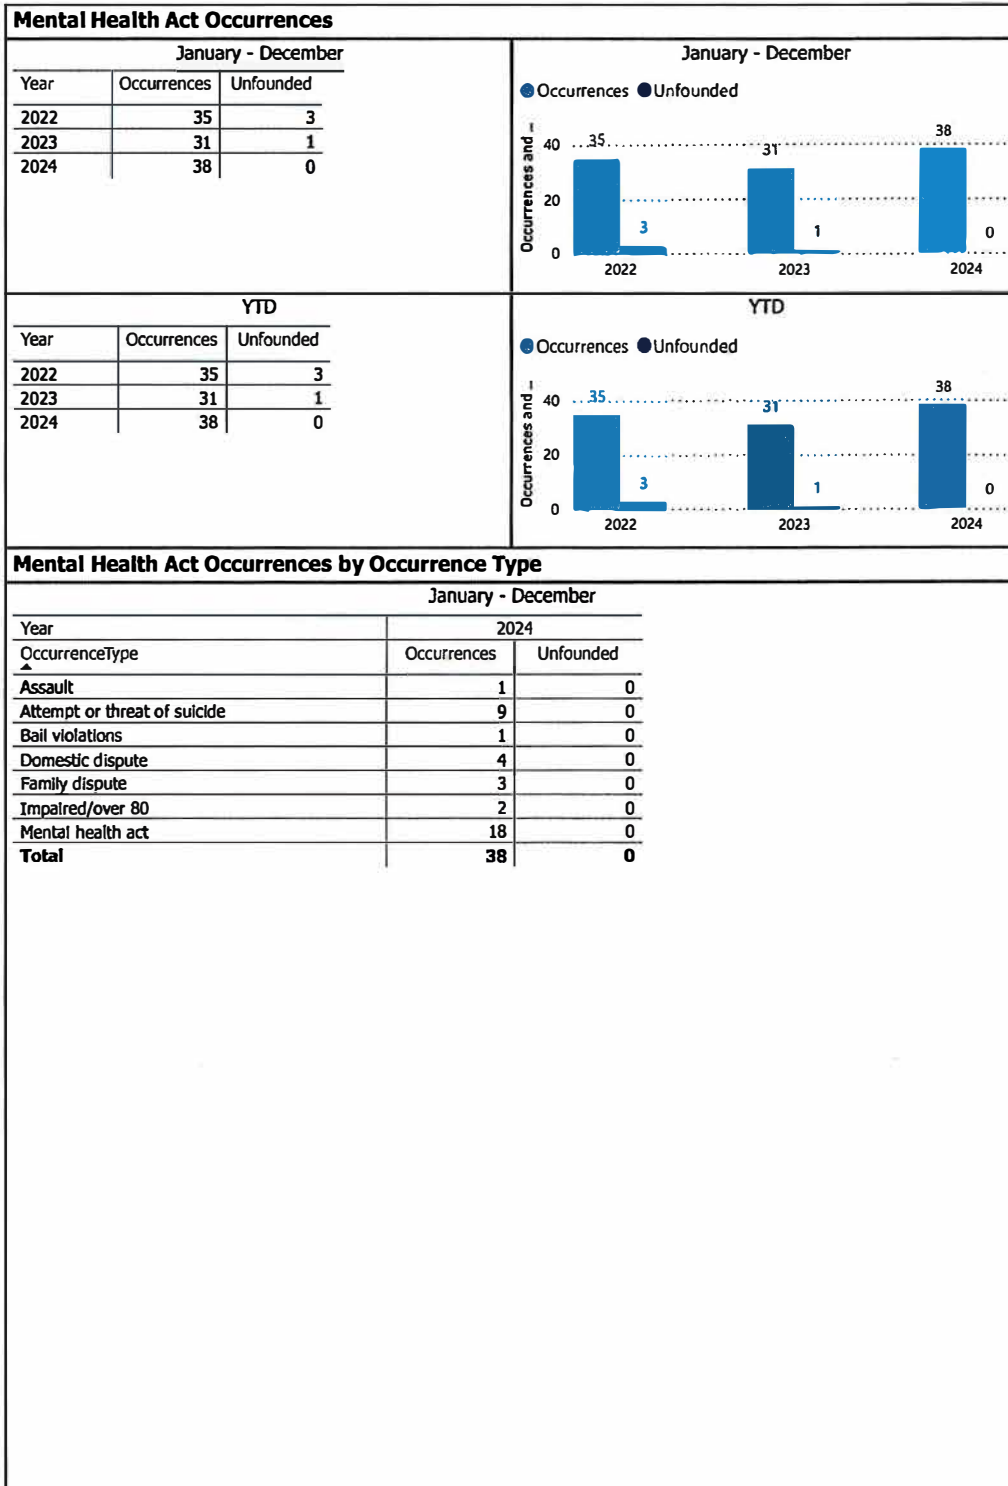 Mental Health Act Occurrences
January - December
Year Occurrences Unfounded
2022 35 3
2023 31 1
2024 38 0
January - December
Occurrences Unfounded
Occurrences and ...
40
20
0
35
3
31
1
38
0
2022 2023 2024
YTD
Year Occurrences Unfounded
2022 35 3
2023 31 1
2024 38 0
YTD
Occurrences Unfounded
Occurrences and ...
40
20
0
35
3
31
1
38
0
2022 2023 2024
Mental Health Act Occurrences by Occurrence Type
January - December
Year 2024
OccurrenceType Occurrences Unfounded
Assault 1 0
Attempt or threat of suicide 9 0
Bail violations 1 0
Domestic dispute 4 0
Family dispute 3 0
Impaired/over 80 2 0
Mental health act 18 0
Total 38 0